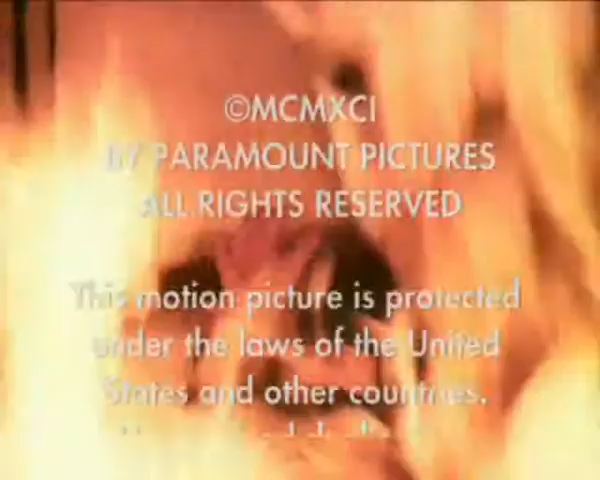 ©MCMXCI
BY PARAMOUNT PICTURES
ALL RIGHTS RESERVED
This motion picture is protected
under the laws of the United
States and other countries.